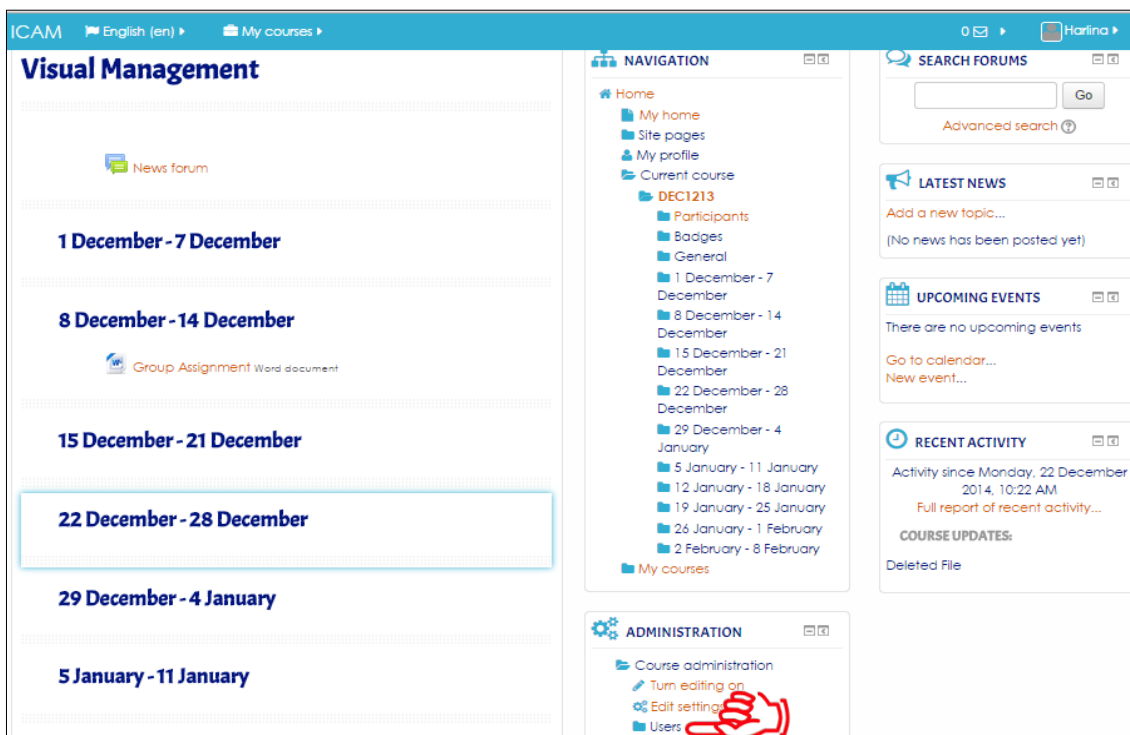 ICAM English (en) My courses 0 Harlina
Visual Management
News forum
1 December - 7 December
8 December - 14 December
Group Assignment Word document
15 December - 21 December
22 December - 28 December
29 December - 4 January
5 January - 11 January
NAVIGATION
Home
My home
Site pages
My profile
Current course
DEC1213
Participants
Badges
General
1 December - 7
December
8 December - 14
December
15 December - 21
December
22 December - 28
December
29 December - 4
January
5 January - 11 January
12 January - 18 January
19 January - 25 January
26 January - 1 February
2 February - 8 February
My courses
ADMINISTRATION
Course administration
Turn editing on
Edit settings
Users
SEARCH FORUMS
Go
Advanced search
LATEST NEWS
Add a new topic...
(No news has been posted yet)
UPCOMING EVENTS
There are no upcoming events
Go to calendar...
New event...
RECENT ACTIVITY
Activity since Monday, 22 December
2014, 10:22 AM
Full report of recent activity...
COURSE UPDATES:
Deleted File